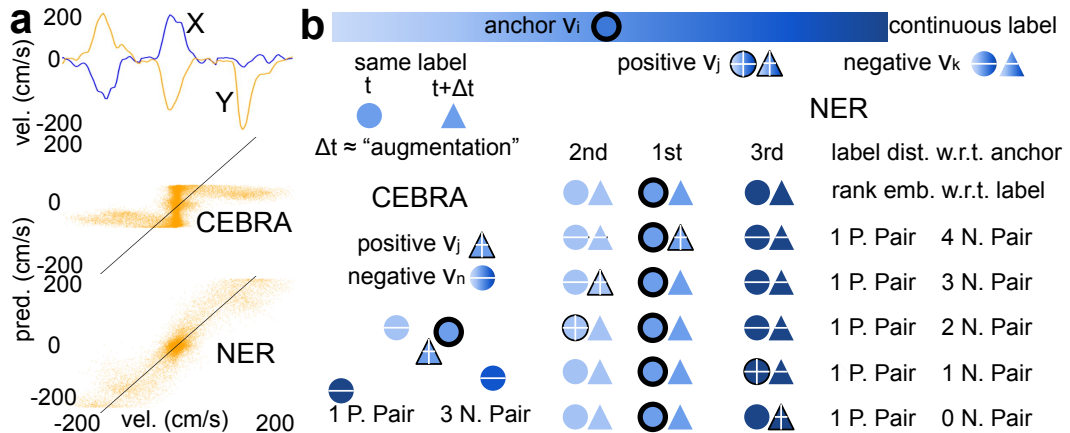 a
200
0
-200
vel. (cm/s)
X
Y
200
0
-200
CEBRA
200
0
-200
pred. (cm/s)
NER
-200 vel. (cm/s) 200
b
anchor vi
continuous label
same label
t t+Δt
Δt ≈ “augmentation”
positive vj
negative vk
NER
2nd 1st 3rd label dist. w.r.t. anchor
rank emb. w.r.t. label
1 P. Pair 4 N. Pair
1 P. Pair 3 N. Pair
1 P. Pair 2 N. Pair
1 P. Pair 1 N. Pair
1 P. Pair 0 N. Pair
CEBRA
positive vj
negative vn
1 P. Pair 3 N. Pair